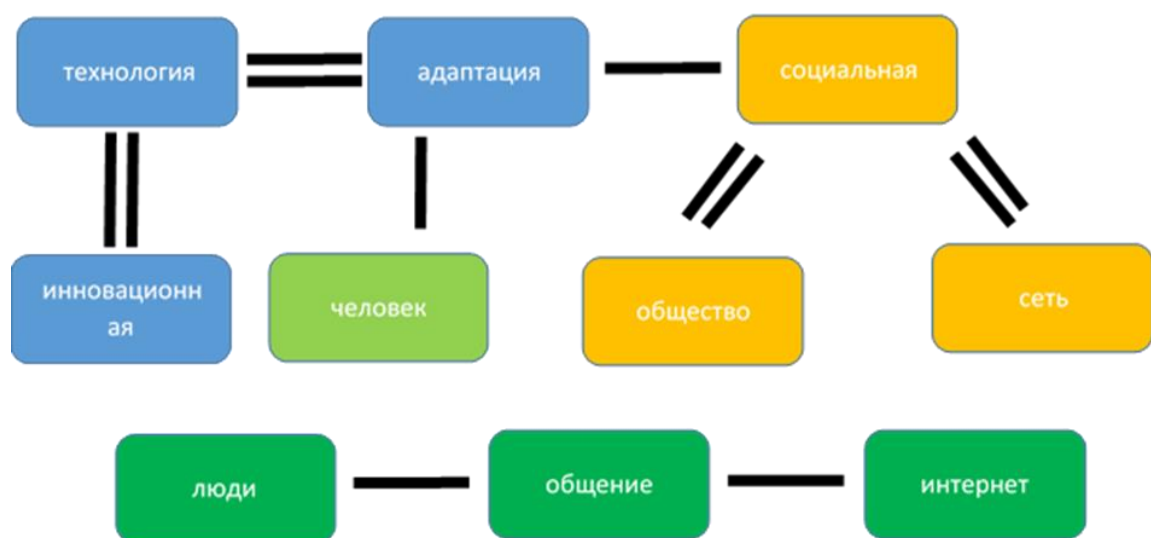 технология
адаптация
социальная
инновационн
ая
человек
общество
сеть
люди
общение
интернет